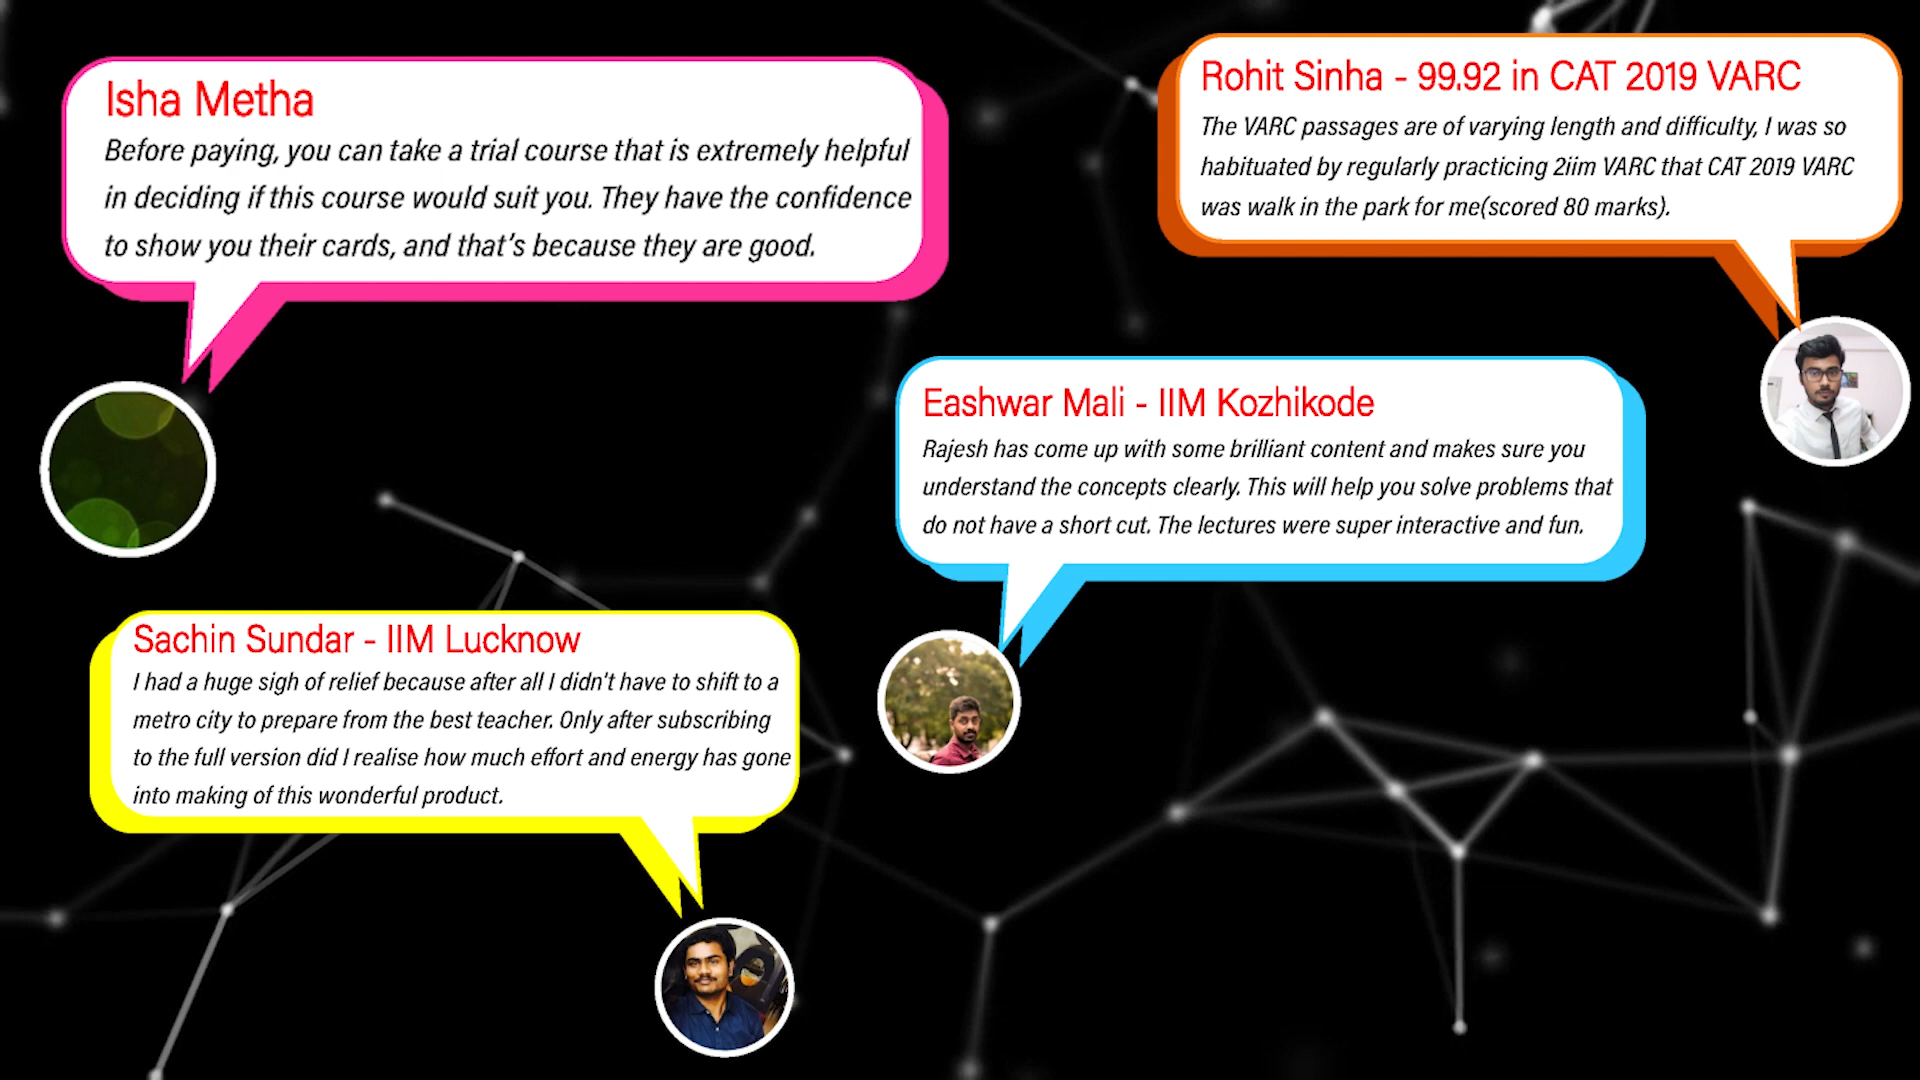 Isha Metha
Before paying, you can take a trial course that is extremely helpful
in deciding if this course would suit you. They have the confidence
to show you their cards, and that's because they are good.
Rohit Sinha - 99.92 in CAT 2019 VARC
The VARC passages are of varying length and difficulty, I was so
habituated by regularly practicing 2iim VARC that CAT 2019 VARC
was walk in the park for me(scored 80 marks).
Eashwar Mali - IIM Kozhikode
Rajesh has come up with some brilliant content and makes sure you
understand the concepts clearly. This will help you solve problems that
do not have a short cut. The lectures were super interactive and fun.
Sachin Sundar - IIM Lucknow
I had a huge sigh of relief because after all I didn't have to shift to a
metro city to prepare from the best teacher. Only after subscribing
to the full version did I realise how much effort and energy has gone
into making of this wonderful product.